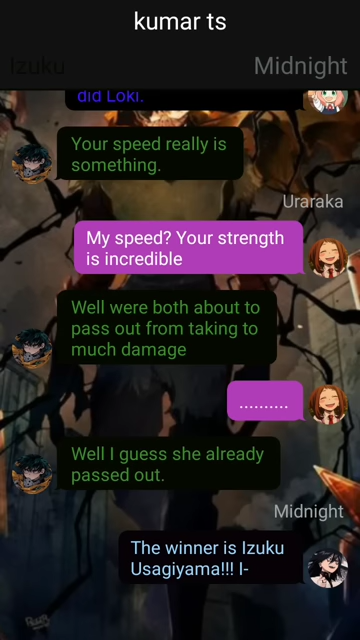 kumar ts
Izuku
Midnight
did Loki.
Your speed really is
something.
Uraraka
My speed? Your strength
is incredible
Well were both about to
pass out from taking to
much damage
..........
Well I guess she already
passed out.
Midnight
The winner is Izuku
Usagiyama!!! I-